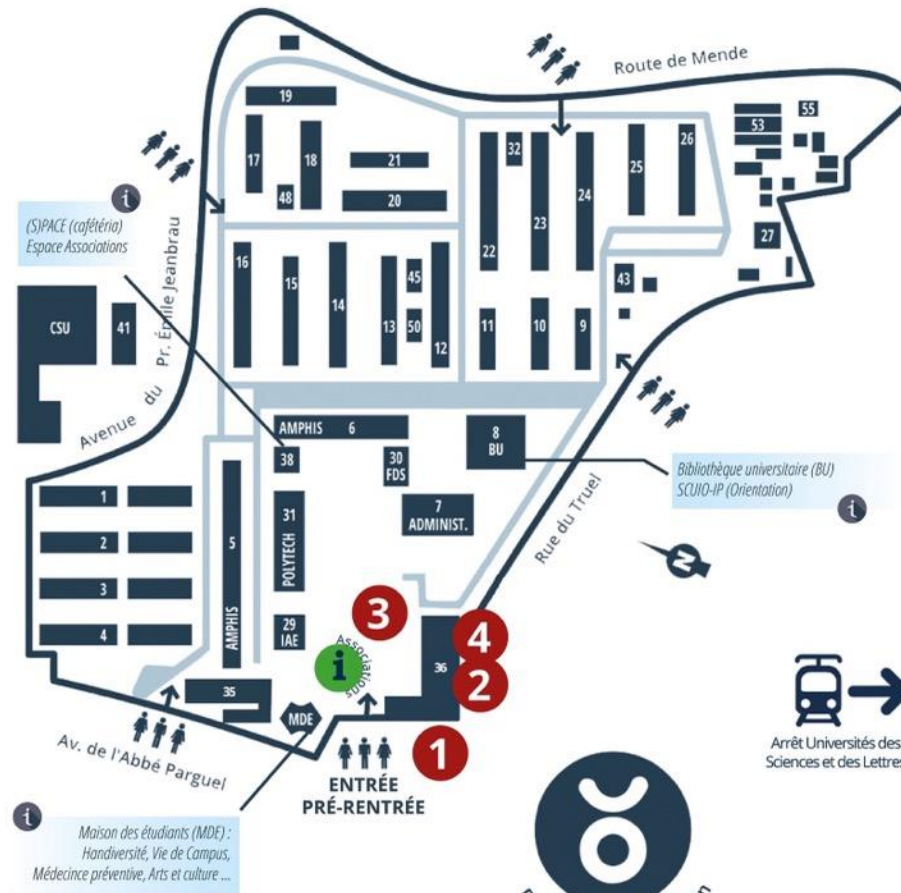 Route de Mende
19
55
53
17
18
32
26
25
21
48
20
22
23
24
(S)PACE (cafétéria)
Espace Associations
27
16
15
14
13
45
50
12
43
CSU
41
Avenue du Pr. Émile Jeanbrau
11
10
9
AMPHIS 6
8
BU
38
30
FDS
Bibliothèque universitaire (BU)
SCUIO-IP (Orientation)
1
2
3
4
5
AMPHIS
31
POLYTECH
7
ADMINIST.
Rue du Truel
N
29
IAE
3
Associations
i
36
4
2
35
MDE
1
Av. de l'Abbé Parguel
ENTRÉE
PRÉ-RENTRÉE
Arrêt Universités des
Sciences et des Lettres
Maison des étudiants (MDE) :
Handiversité, Vie de Campus,
Médecince préventive, Arts et culture ...